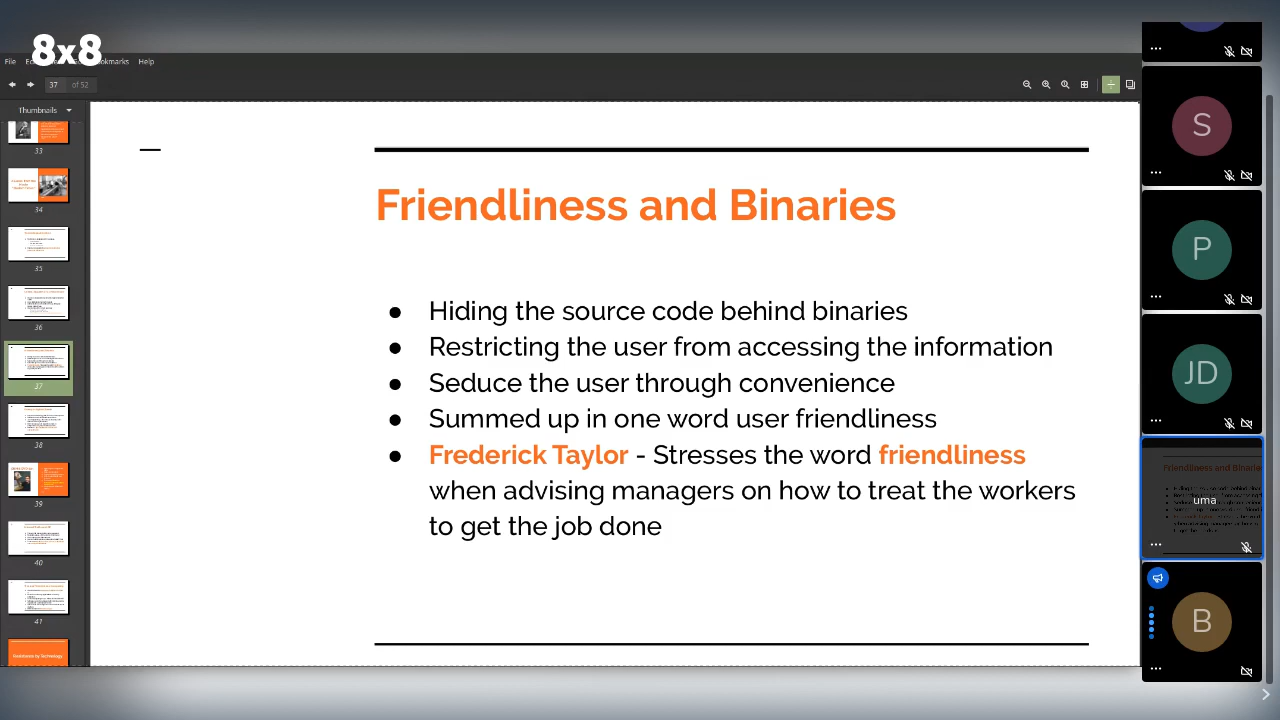 8x8
File
Help
37 of 52
Thumbnails
33
34
35
36
37
38
39
40
41
Friendliness and Binaries
● Hiding the source code behind binaries
● Restricting the user from accessing the information
● Seduce the user through convenience
● Summed up in one word user friendliness
● Frederick Taylor - Stresses the word friendliness
when advising managers on how to treat the workers
to get the job done
S
P
JD
Friendliness and Binarie
uma
B